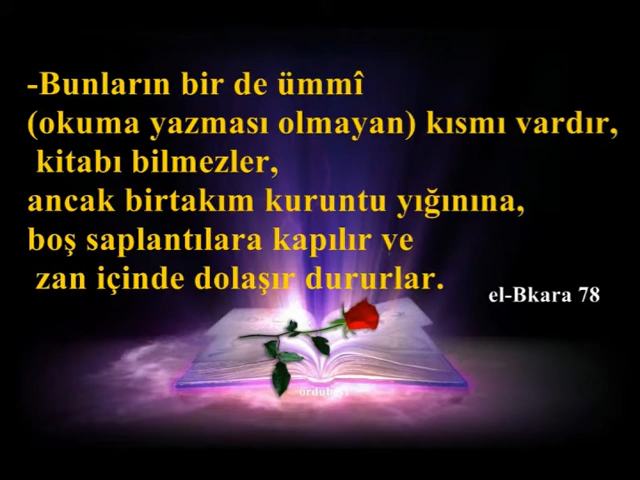 -Bunların bir de ümmî
(okuma yazması olmayan) kısmı vardır,
kitabı bilmezler,
ancak birtakım kuruntu yığınına,
boş saplantılara kapılır ve
zan içinde dolaşır dururlar.
el-Bkara 78